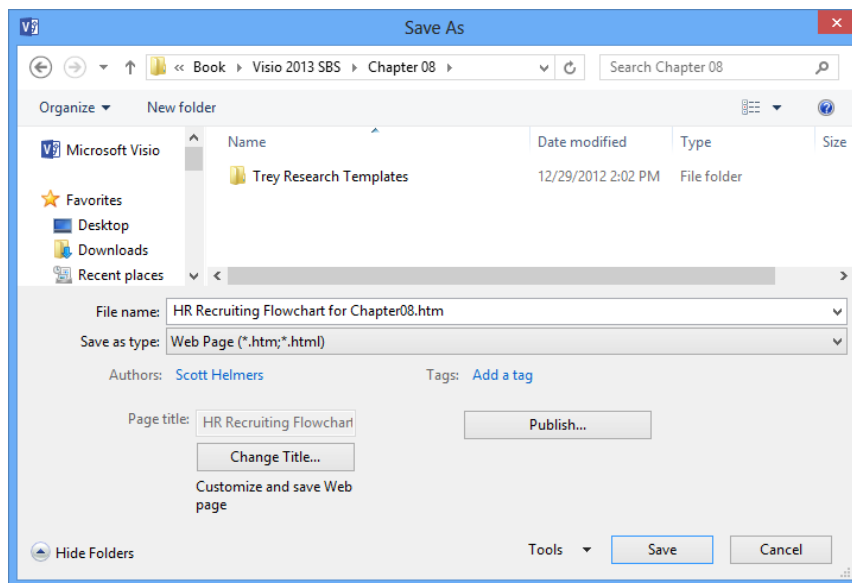 Save As
« Book Visio 2013 SBS Chapter 08 Search Chapter 08
Organize New folder
Name Date modified Type Size
Microsoft Visio
Trey Research Templates 12/29/2012 2:02 PM File folder
Favorites
Desktop
Downloads
Recent places
File name: HR Recruiting Flowchart for Chapter08.htm
Save as type: Web Page (*.htm;*.html)
Authors: Scott Helmers Tags: Add a tag
Page title: HR Recruiting Flowchart Publish...
Change Title...
Customize and save Web
page
Hide Folders Tools Save Cancel